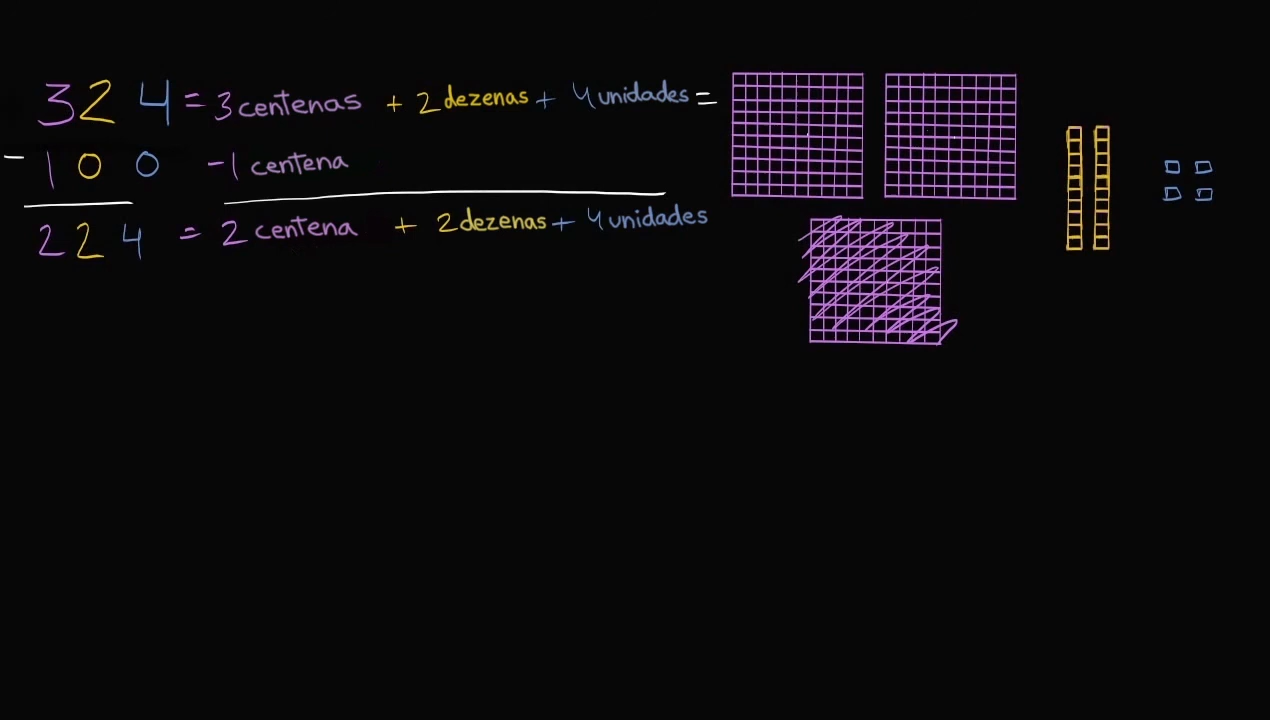 324 = 3 centenas + 2 dezenas + 4 unidades =
- 100 -1 centena
224 = 2 centena + 2 dezenas + 4 unidades